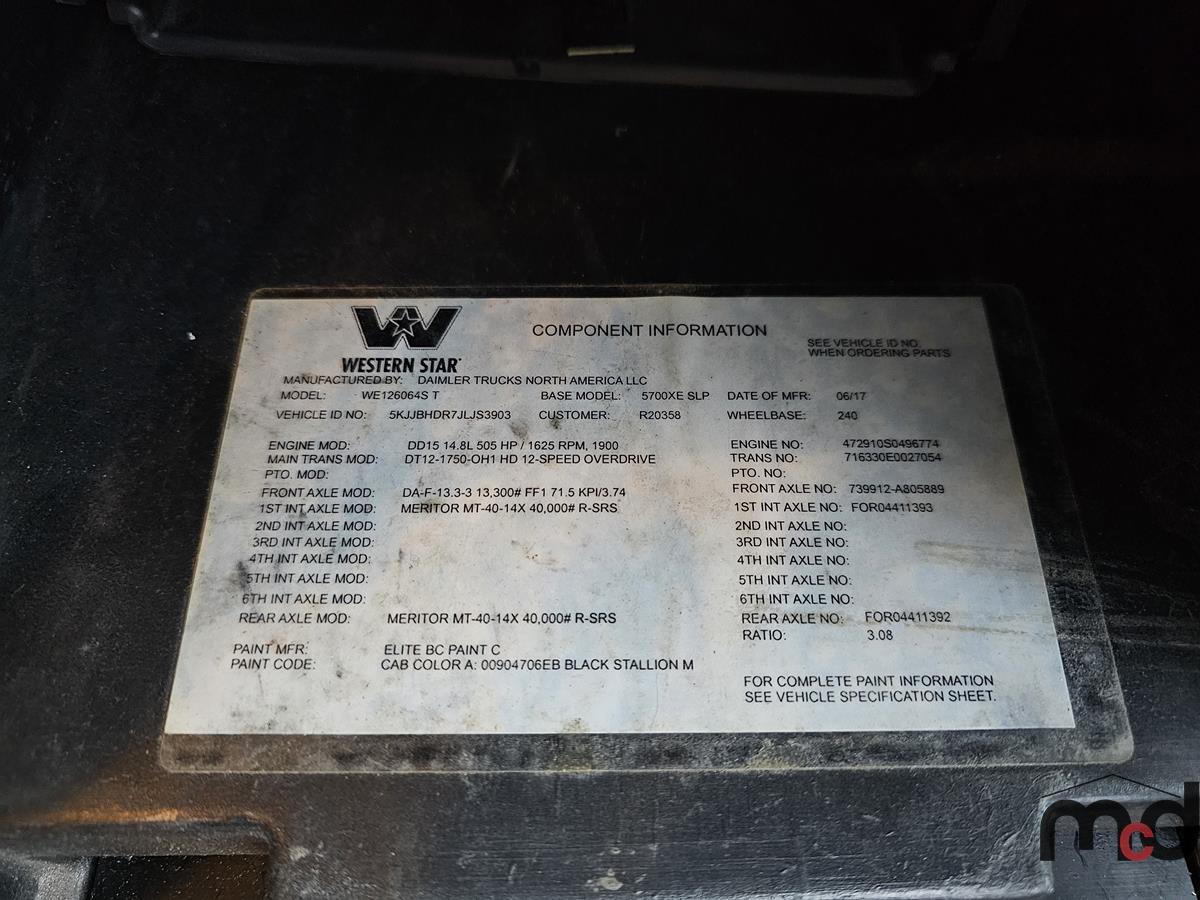 WESTERN STAR
COMPONENT INFORMATION
SEE VEHICLE ID NO.
WHEN ORDERING PARTS
MANUFACTURED BY: DAIMLER TRUCKS NORTH AMERICA LLC
MODEL: WE126064S T BASE MODEL: 5700XE SLP DATE OF MFR: 06/17
VEHICLE ID NO: 5KJJBHDR7JLJS3903 CUSTOMER: R20358 WHEELBASE: 240
ENGINE MOD: DD15 14.8L 505 HP / 1625 RPM, 1900 ENGINE NO: 472910S0496774
MAIN TRANS MOD: DT12-1750-OH1 HD 12-SPEED OVERDRIVE TRANS NO: 716330E0027054
PTO. MOD: PTO. NO:
FRONT AXLE MOD: DA-F-13.3-3 13,300# FF1 71.5 KPI/3.74 FRONT AXLE NO: 739912-A805889
1ST INT AXLE MOD: MERITOR MT-40-14X 40,000# R-SRS 1ST INT AXLE NO: FOR04411393
2ND INT AXLE MOD: 2ND INT AXLE NO:
3RD INT AXLE MOD: 3RD INT AXLE NO:
4TH INT AXLE MOD: 4TH INT AXLE NO:
5TH INT AXLE MOD: 5TH INT AXLE NO:
6TH INT AXLE MOD: 6TH INT AXLE NO:
REAR AXLE MOD: MERITOR MT-40-14X 40,000# R-SRS REAR AXLE NO: FOR04411392
RATIO: 3.08
PAINT MFR: ELITE BC PAINT C
PAINT CODE: CAB COLOR A: 00904706EB BLACK STALLION M
FOR COMPLETE PAINT INFORMATION
SEE VEHICLE SPECIFICATION SHEET.
mcd